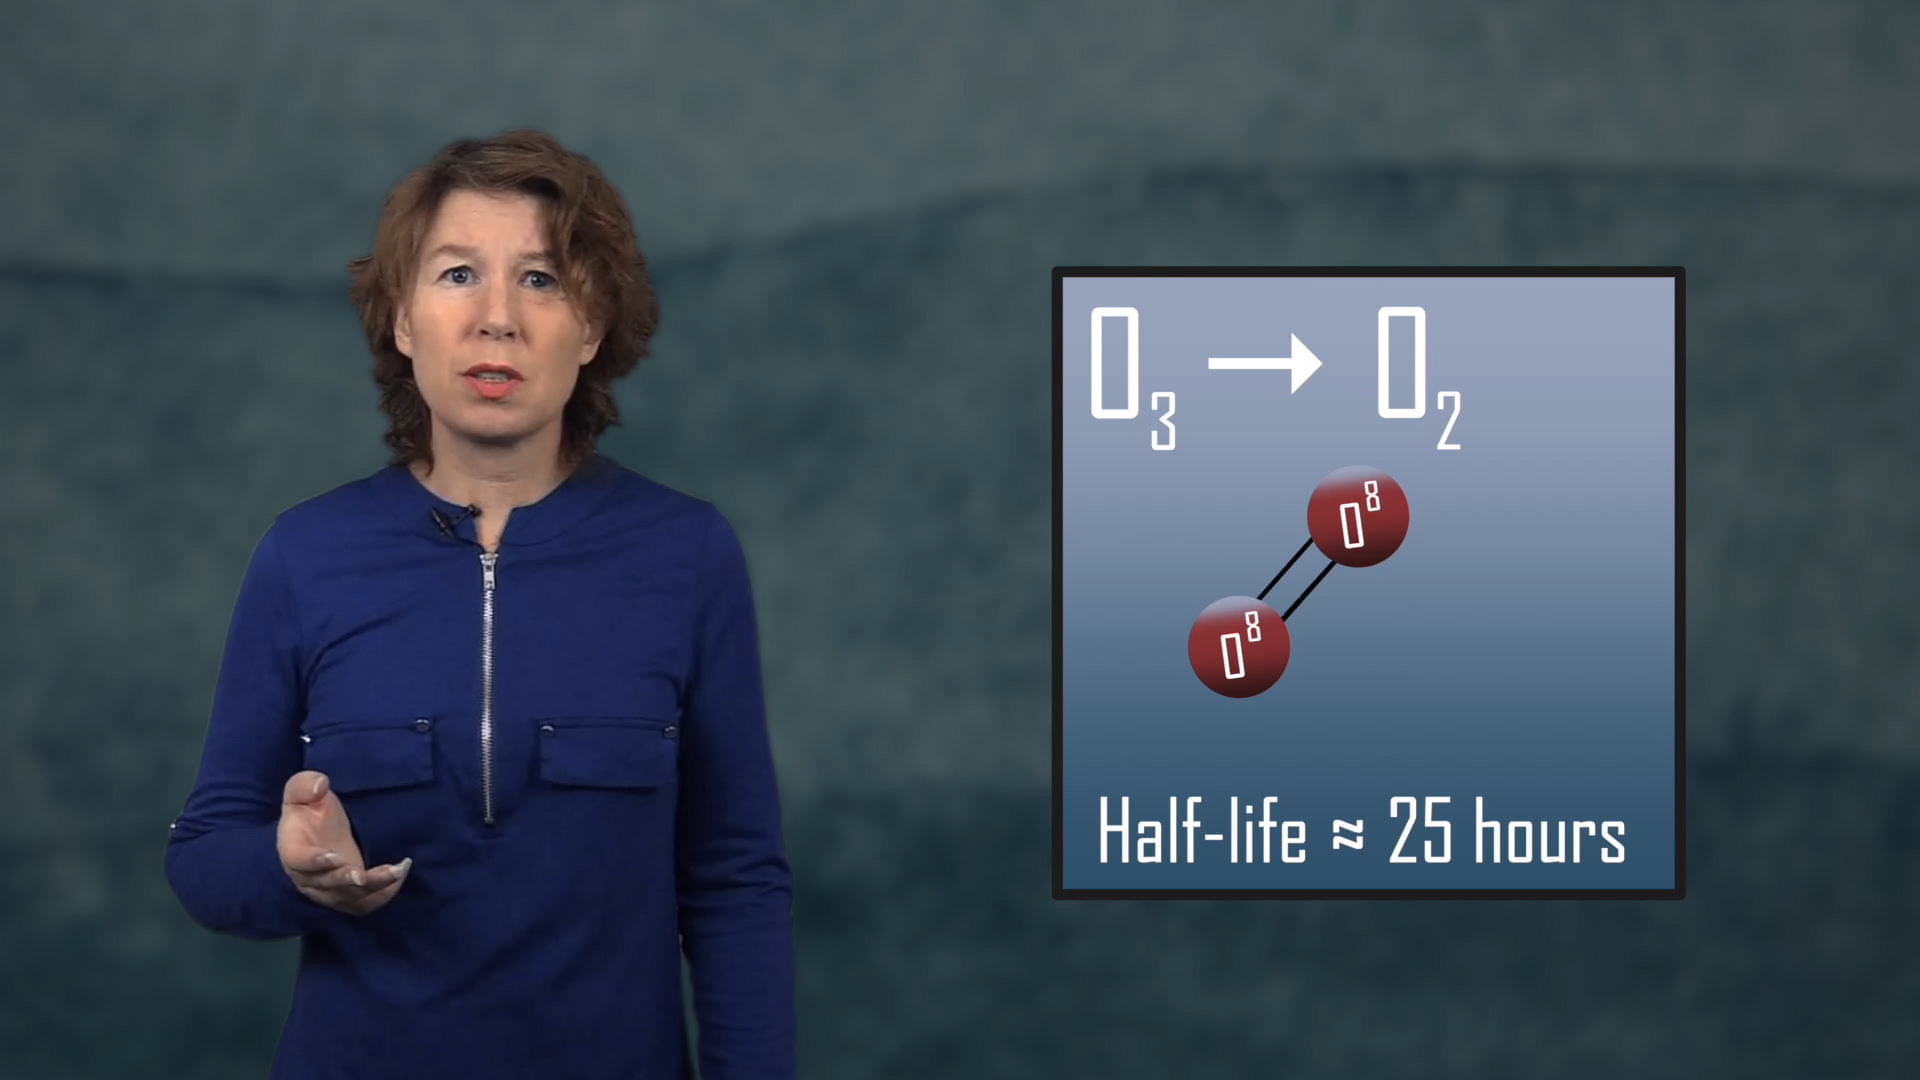 O₃ → O₂
O⁸
O⁸
Half-life ≈ 25 hours